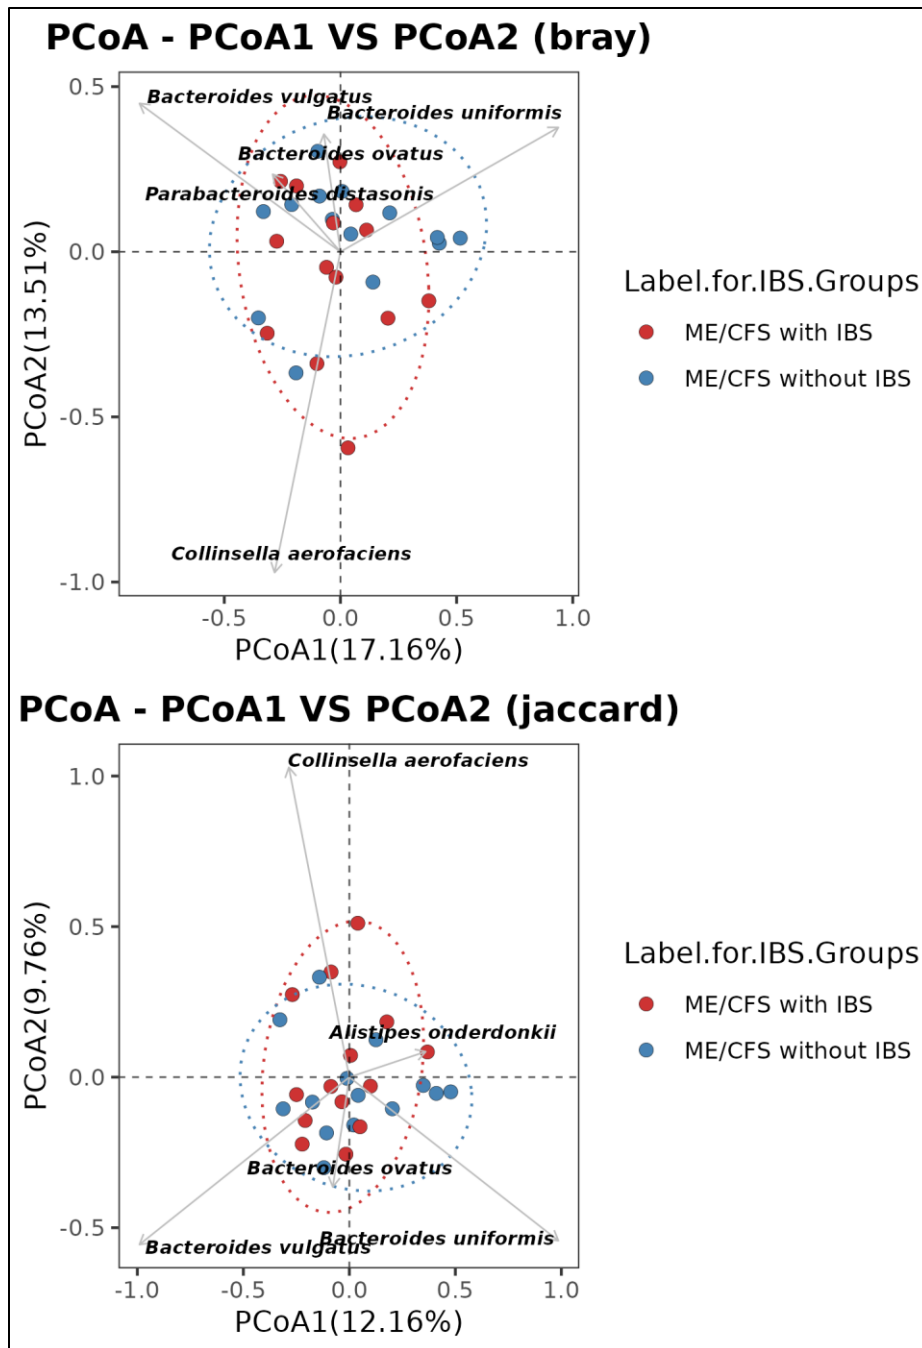 PCoA - PCoA1 VS PCoA2 (bray)
0.5
0.0
-0.5
-1.0
PCoA2(13.51%)
Bacteroides vulgatus
Bacteroides uniformis
Bacteroides ovatus
Parabacteroides distasonis
Collinsella aerofaciens
-0.5
0.0
0.5
1.0
PCoA1(17.16%)
Label.for.IBS.Groups
ME/CFS with IBS
ME/CFS without IBS
PCoA - PCoA1 VS PCoA2 (jaccard)
1.0
0.5
0.0
-0.5
PCoA2(9.76%)
Collinsella aerofaciens
Alistipes onderdonkii
Bacteroides ovatus
Bacteroides uniformis
Bacteroides vulgatus
-1.0
-0.5
0.0
0.5
1.0
PCoA1(12.16%)
Label.for.IBS.Groups
ME/CFS with IBS
ME/CFS without IBS